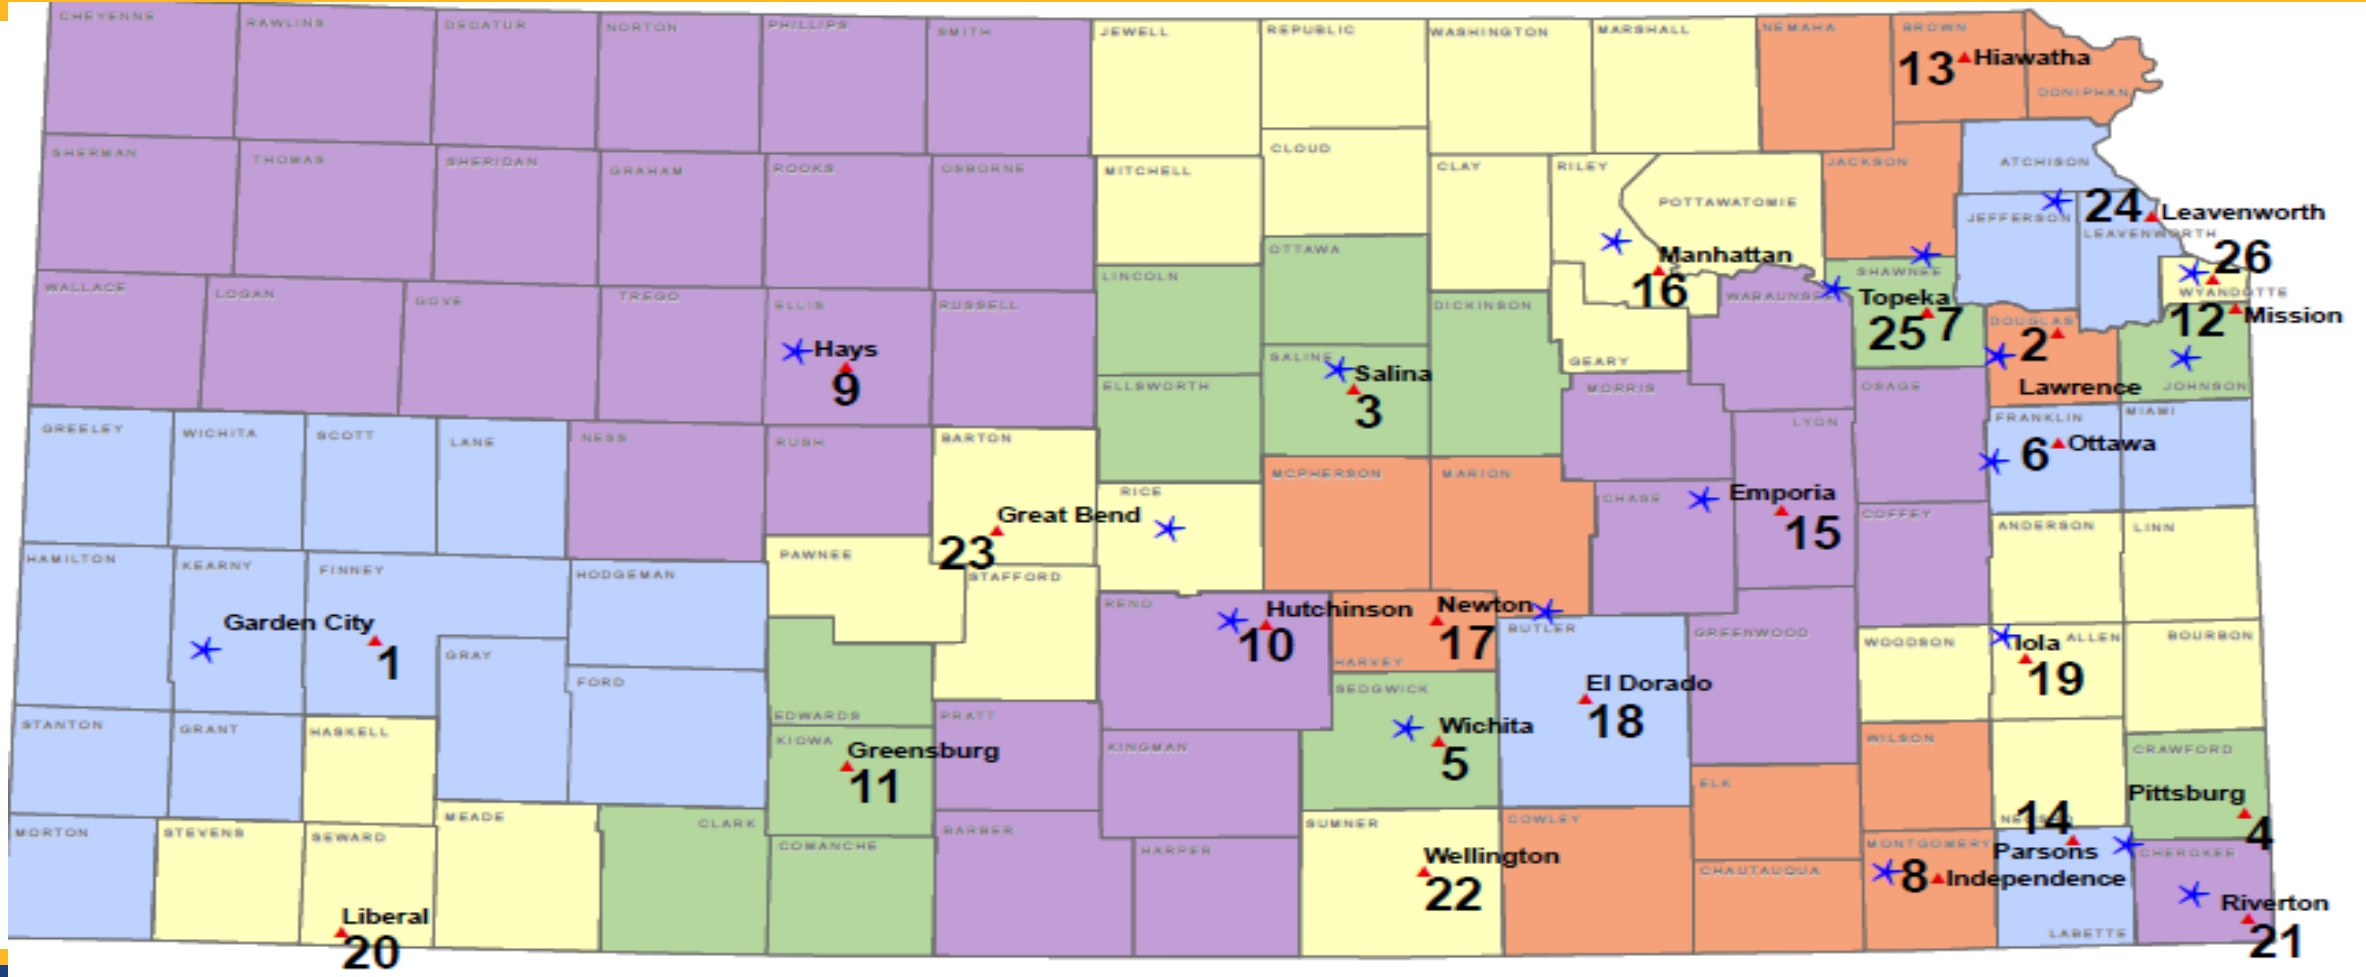 CHEYENNE
RAWLINS
DECATUR
NORTON
PHILLIPS
SMITH
JEWELL
REPUBLIC
WASHINGTON
MARSHALL
NEMAHA
BROWN
13 Hiawatha
DONIPHAN
SHERMAN
THOMAS
SHERIDAN
GRAHAM
ROOKS
OSBORNE
MITCHELL
CLOUD
CLAY
RILEY
POTTAWATOMIE
JACKSON
ATCHISON
JEFFERSON
24 Leavenworth
LEAVENWORTH
26
WYANDOTTE
WALLACE
LOGAN
GOVE
TREGO
ELLIS
RUSSELL
LINCOLN
OTTAWA
DICKINSON
Manhattan
16
GEARY
WABAUNSEE
SHAWNEE
Topeka
25 7
DOUGLAS
2
Lawrence
12 Mission
JOHNSON
Hays
9
ELLSWORTH
SALINE
Salina
3
MORRIS
LYON
OSAGE
FRANKLIN
MIAMI
6 Ottawa
GREELEY
WICHITA
SCOTT
LANE
NESS
RUSH
BARTON
Great Bend
23
RICE
MCPHERSON
MARION
CHASE
Emporia
15
COFFEY
ANDERSON
LINN
HAMILTON
KEARNY
FINNEY
HODGEMAN
PAWNEE
STAFFORD
Garden City
1
GRAY
FORD
EDWARDS
RENO
Hutchinson
10
Newton
17
HARVEY
BUTLER
GREENWOOD
WOODSON
Iola
ALLEN
19
BOURBON
SEDGWICK
Wichita
5
El Dorado
18
STANTON
GRANT
HASKELL
KIOWA
Greensburg
11
PRATT
KINGMAN
WILSON
ELK
CRAWFORD
Pittsburg
4
MORTON
STEVENS
SEWARD
MEADE
CLARK
COMANCHE
BARBER
HARPER
SUMNER
Wellington
22
COWLEY
CHAUTAUQUA
MONTGOMERY
8 Independence
14
Parsons
LABETTE
CHEROKEE
Riverton
21
Liberal
20